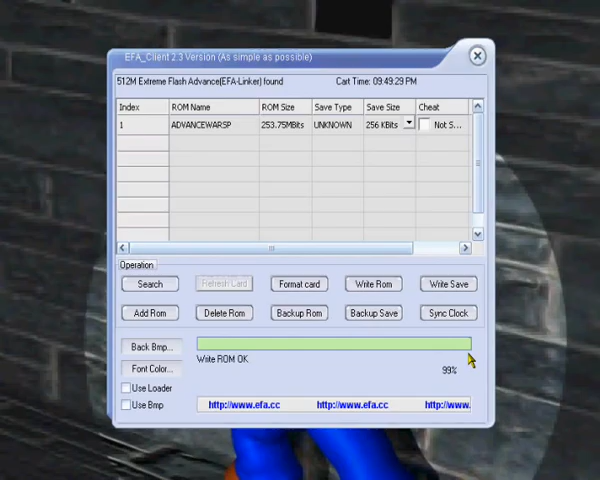 EFA_Client 2.3 Version (As simple as possible)
512M Extreme Flash Advance(EFA-Linker) found Cart Time: 09:49:29 PM
Index ROM Name ROM Size Save Type Save Size Cheat
1 ADVANCEWARSP 253.75MBits UNKNOWN 256 KBits Not S...
Operation
Search Refresh Card Format card Write Rom Write Save
Add Rom Delete Rom Backup Rom Backup Save Sync Clock
Back Bmp...
Write ROM OK
Font Color... 99%
Use Loader
Use Bmp http://www.efa.cc http://www.efa.cc http://www.